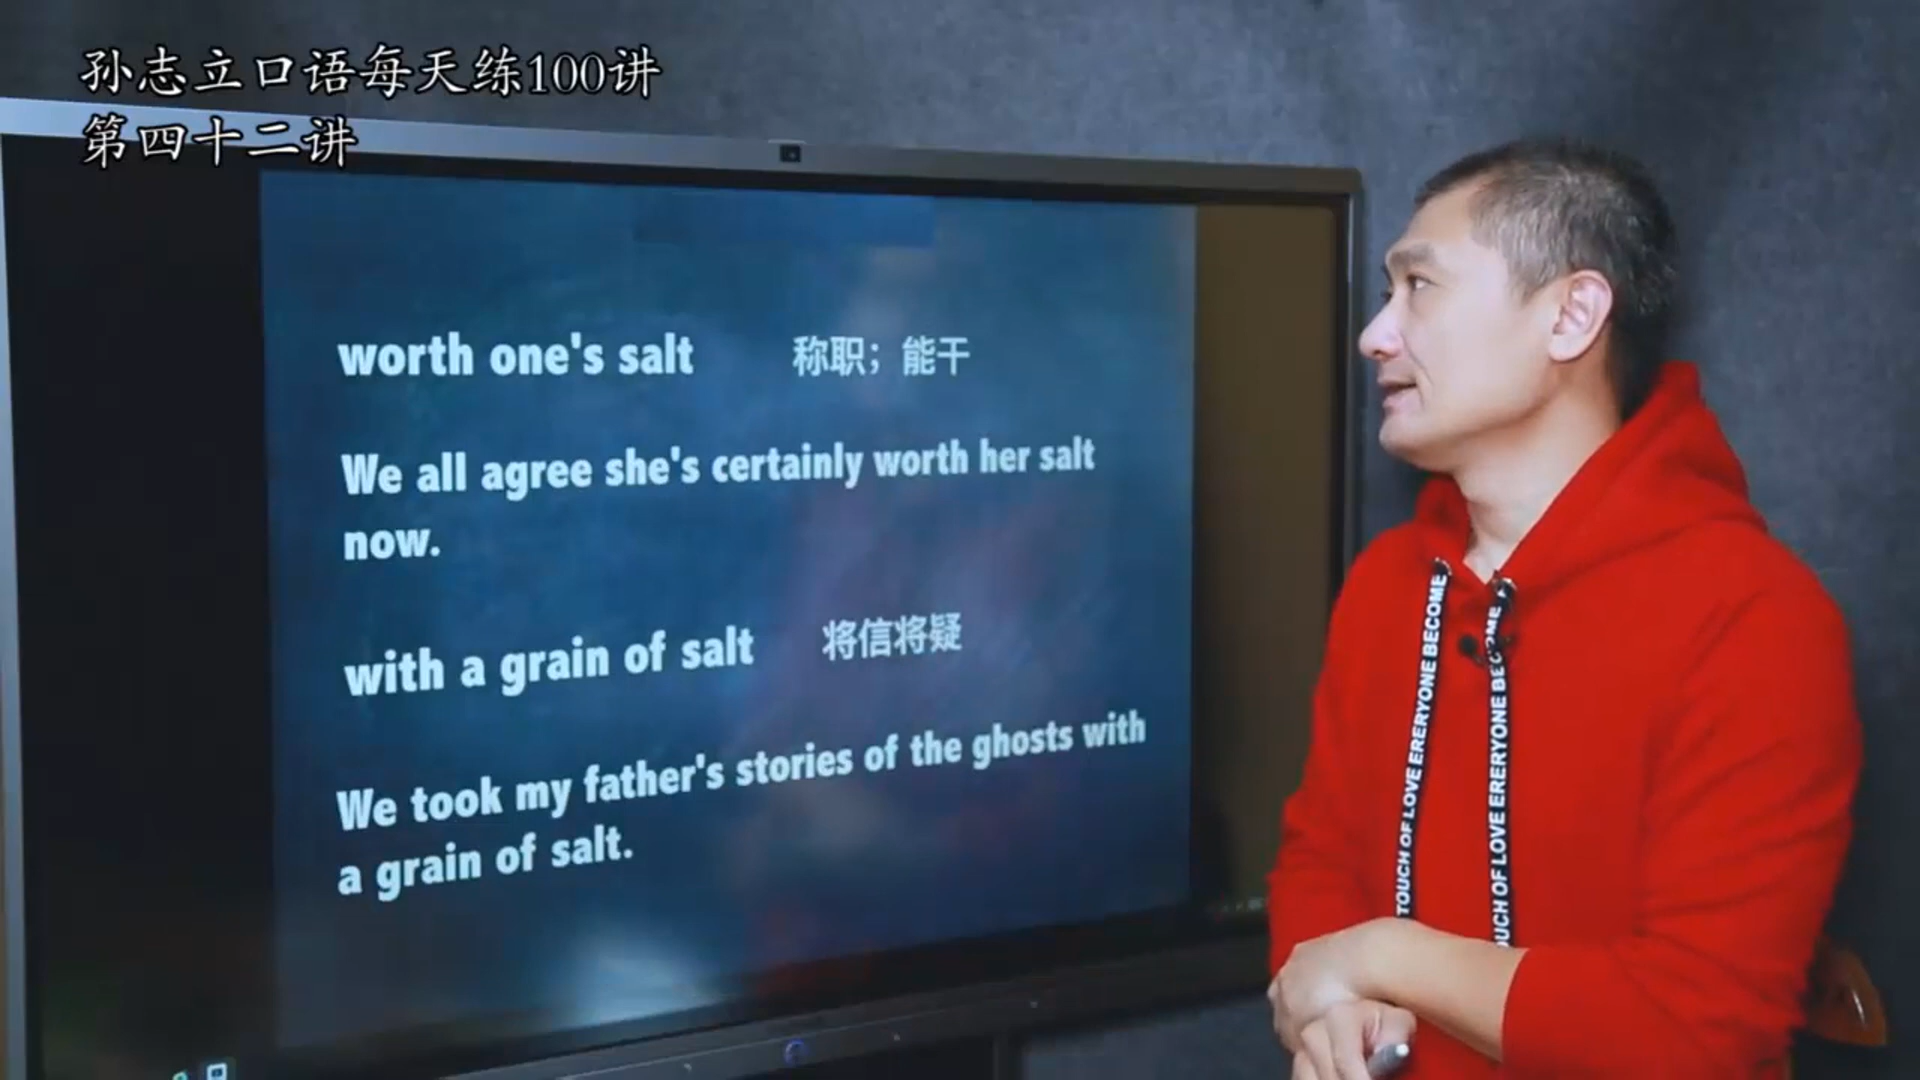 孙志立口语每天练100讲
第四十二讲
worth one's salt 称职；能干
We all agree she's certainly worth her salt
now.
with a grain of salt 将信将疑
We took my father's stories of the ghosts with
a grain of salt.
TOUCH OF LOVE ERERYONE BECOME
OUCH OF LOVE ERERYONE BECOME